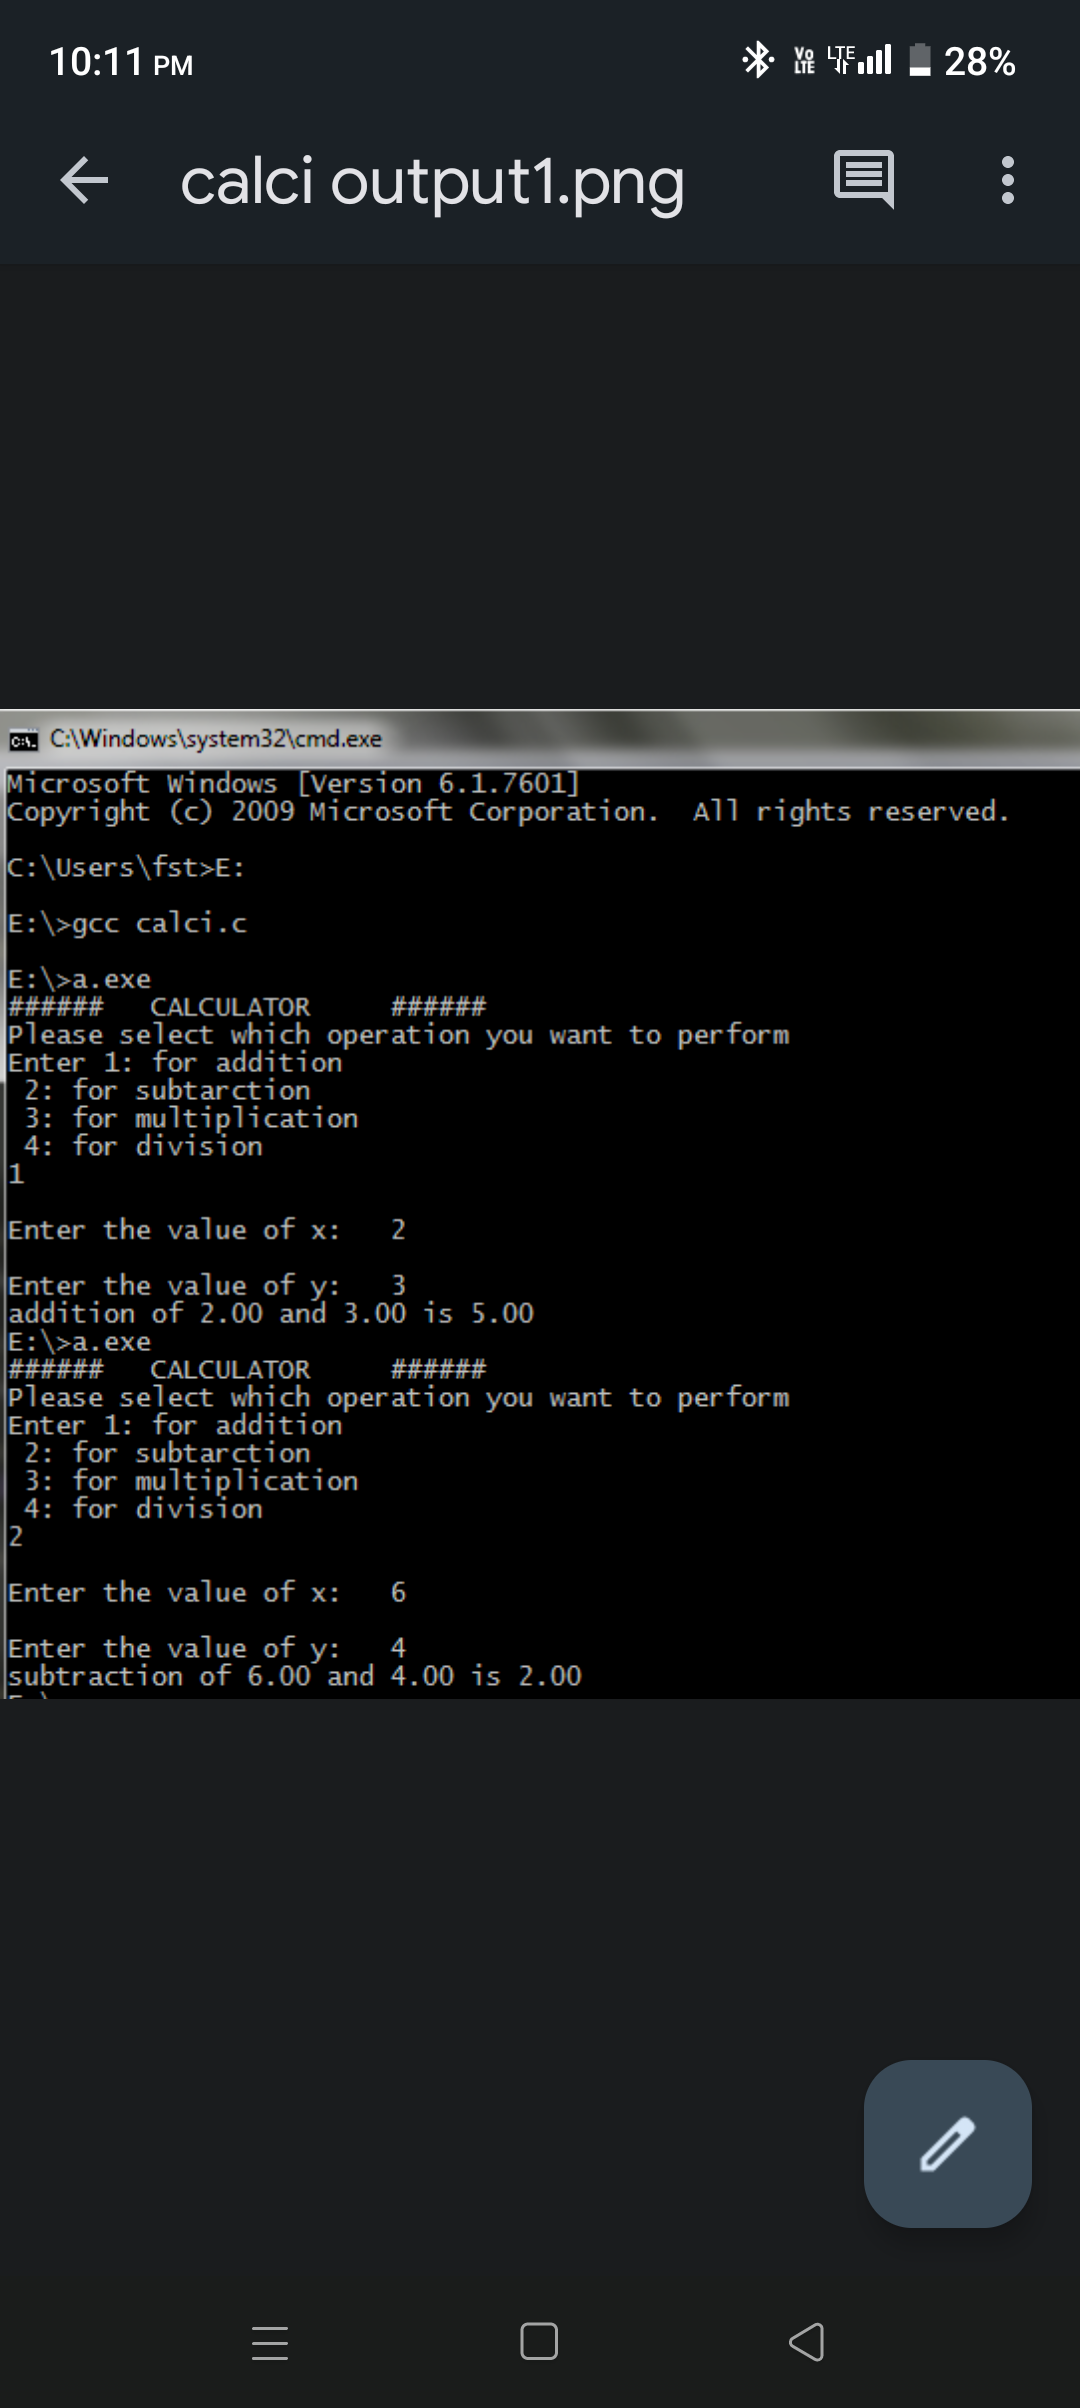 10:11 PM
Vo LTE LTE 28%
calci output1.png
C:\Windows\system32\cmd.exe
Microsoft Windows [Version 6.1.7601]
Copyright (c) 2009 Microsoft Corporation.  All rights reserved.
C:\Users\fst>E:
E:\>gcc calci.c
E:\>a.exe
######   CALCULATOR     ######
Please select which operation you want to perform
Enter 1: for addition
 2: for subtarction
 3: for multiplication
 4: for division
1
Enter the value of x:   2
Enter the value of y:   3
addition of 2.00 and 3.00 is 5.00
E:\>a.exe
######   CALCULATOR     ######
Please select which operation you want to perform
Enter 1: for addition
 2: for subtarction
 3: for multiplication
 4: for division
2
Enter the value of x:   6
Enter the value of y:   4
subtraction of 6.00 and 4.00 is 2.00